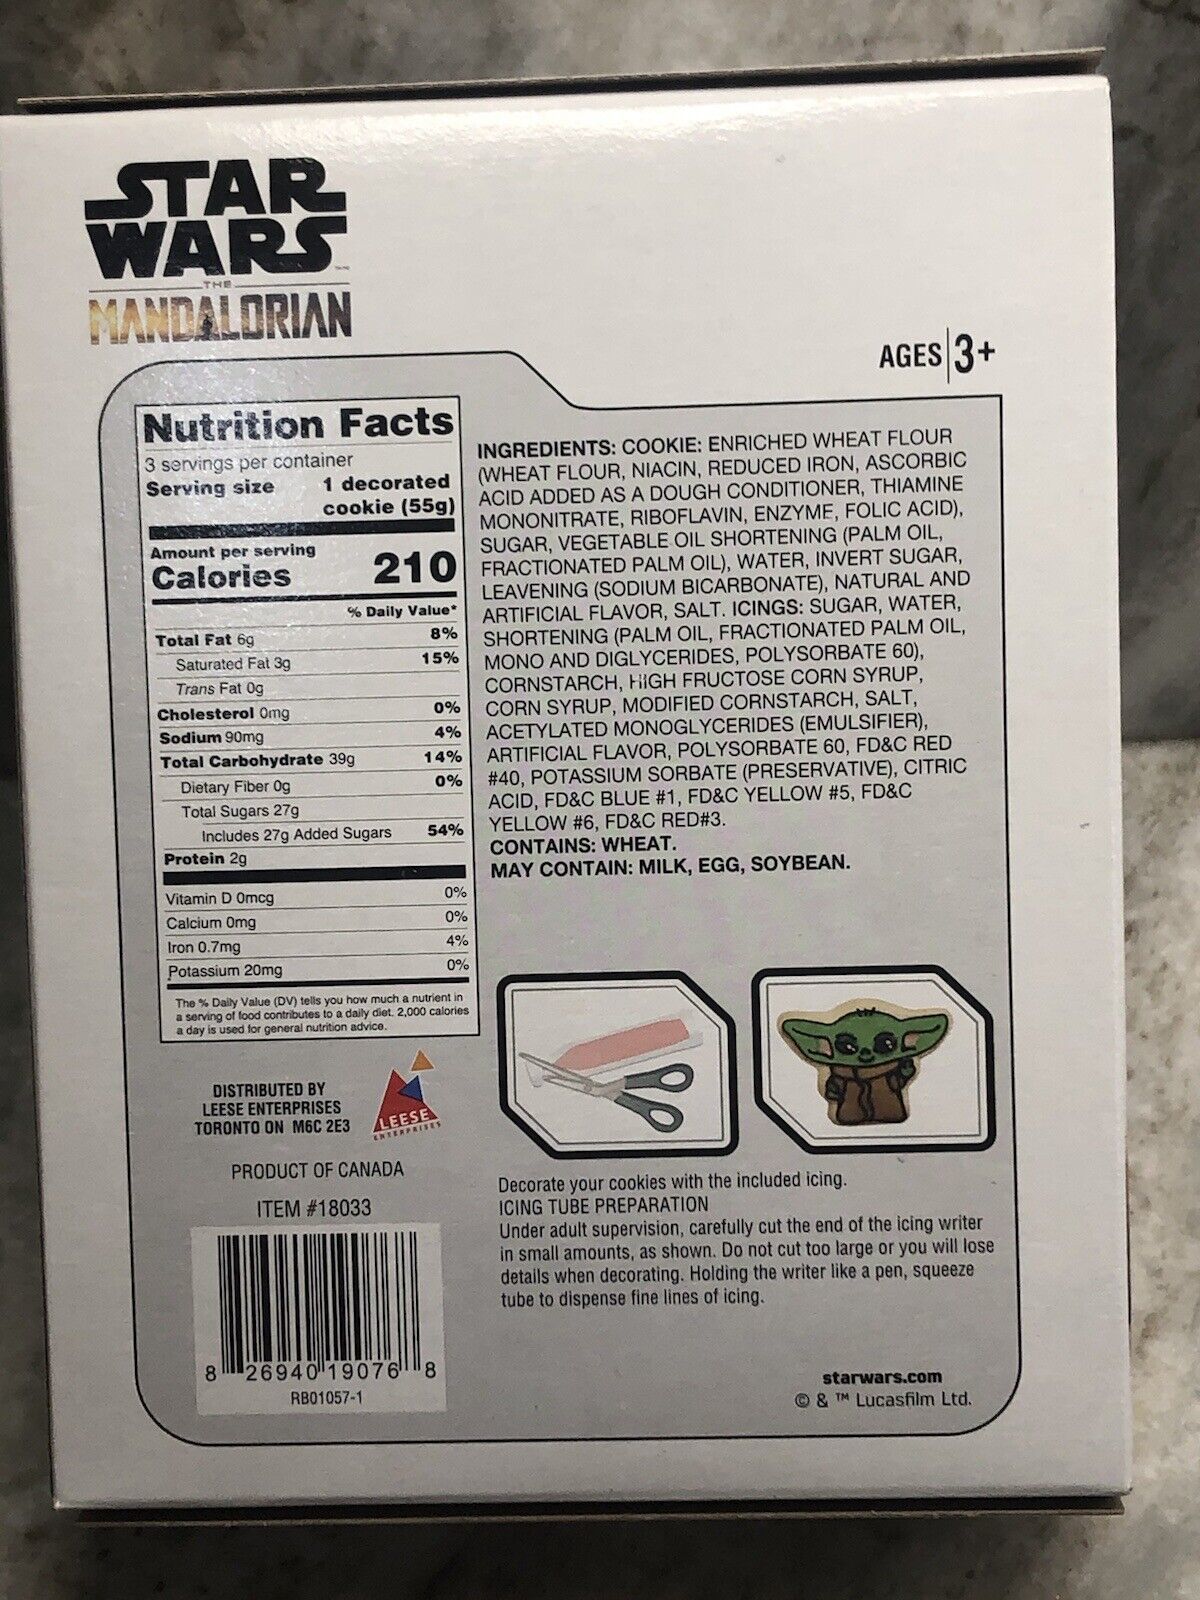 STAR
WARS
THE
MANDALORIAN
AGES 3+
Nutrition Facts
3 servings per container
Serving size 1 decorated
cookie (55g)
Amount per serving
Calories 210
% Daily Value*
Total Fat 6g 8%
Saturated Fat 3g 15%
Trans Fat 0g
Cholesterol 0mg 0%
Sodium 90mg 4%
Total Carbohydrate 39g 14%
Dietary Fiber 0g 0%
Total Sugars 27g
Includes 27g Added Sugars 54%
Protein 2g
Vitamin D 0mcg 0%
Calcium 0mg 0%
Iron 0.7mg 4%
Potassium 20mg 0%
The % Daily Value (DV) tells you how much a nutrient in
a serving of food contributes to a daily diet. 2,000 calories
a day is used for general nutrition advice.
INGREDIENTS: COOKIE: ENRICHED WHEAT FLOUR
(WHEAT FLOUR, NIACIN, REDUCED IRON, ASCORBIC
ACID ADDED AS A DOUGH CONDITIONER, THIAMINE
MONONITRATE, RIBOFLAVIN, ENZYME, FOLIC ACID),
SUGAR, VEGETABLE OIL SHORTENING (PALM OIL,
FRACTIONATED PALM OIL), WATER, INVERT SUGAR,
LEAVENING (SODIUM BICARBONATE), NATURAL AND
ARTIFICIAL FLAVOR, SALT. ICINGS: SUGAR, WATER,
SHORTENING (PALM OIL, FRACTIONATED PALM OIL,
MONO AND DIGLYCERIDES, POLYSORBATE 60),
CORNSTARCH, HIGH FRUCTOSE CORN SYRUP,
CORN SYRUP, MODIFIED CORNSTARCH, SALT,
ACETYLATED MONOGLYCERIDES (EMULSIFIER),
ARTIFICIAL FLAVOR, POLYSORBATE 60, FD&C RED
#40, POTASSIUM SORBATE (PRESERVATIVE), CITRIC
ACID, FD&C BLUE #1, FD&C YELLOW #5, FD&C
YELLOW #6, FD&C RED#3.
CONTAINS: WHEAT.
MAY CONTAIN: MILK, EGG, SOYBEAN.
DISTRIBUTED BY
LEESE ENTERPRISES
TORONTO ON M6C 2E3
LEESE
ENTERPRISES
PRODUCT OF CANADA
ITEM #18033
8 26940 19076 8
RB01057-1
Decorate your cookies with the included icing.
ICING TUBE PREPARATION
Under adult supervision, carefully cut the end of the icing writer
in small amounts, as shown. Do not cut too large or you will lose
details when decorating. Holding the writer like a pen, squeeze
tube to dispense fine lines of icing.
starwars.com
© & ™ Lucasfilm Ltd.